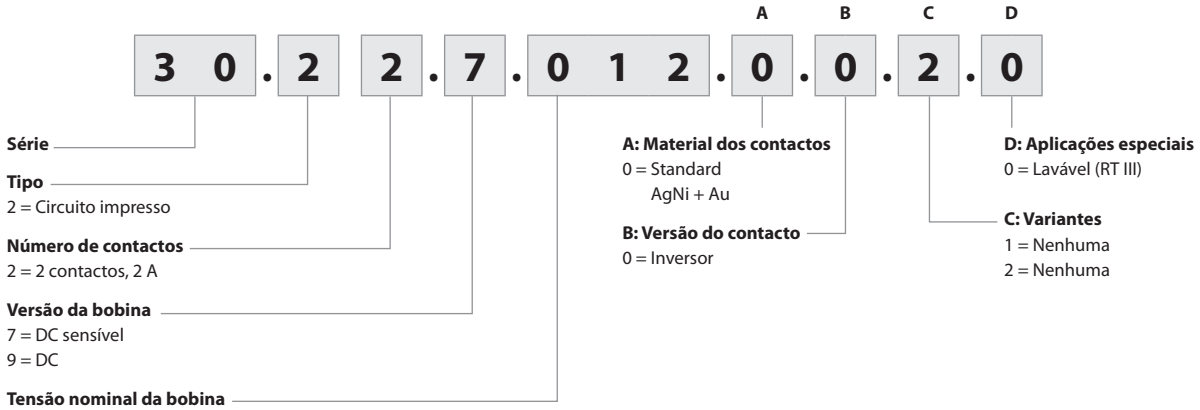 A B C D
3 0 . 2 2 . 7 . 0 1 2 . 0 . 0 . 2 . 0
Série
Tipo
2 = Circuito impresso
Número de contactos
2 = 2 contactos, 2 A
Versão da bobina
7 = DC sensível
9 = DC
Tensão nominal da bobina
A: Material dos contactos
0 = Standard
AgNi + Au
B: Versão do contacto
0 = Inversor
D: Aplicações especiais
0 = Lavável (RT III)
C: Variantes
1 = Nenhuma
2 = Nenhuma